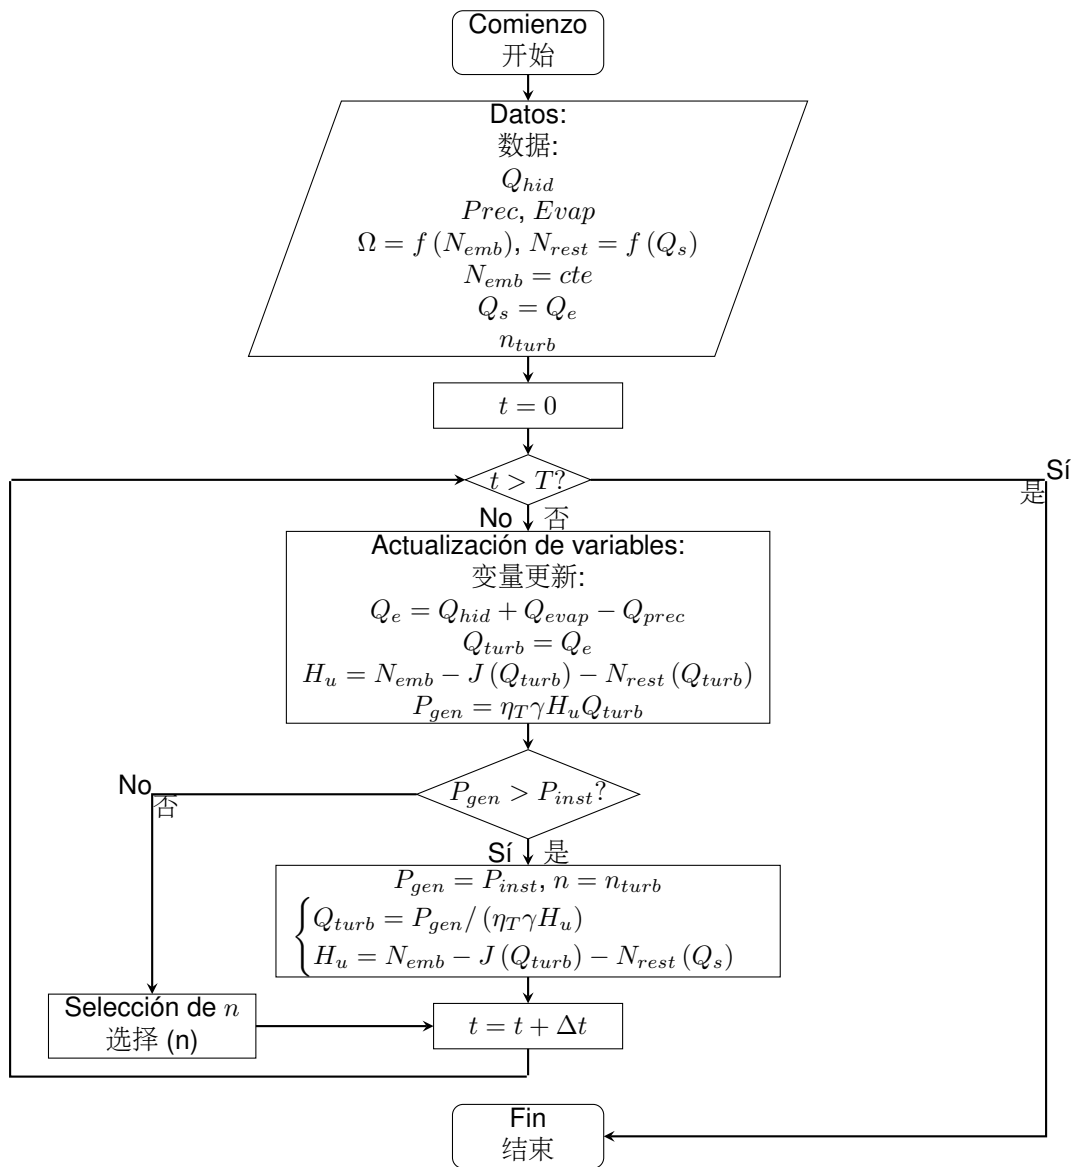 Comienzo
开始
Datos:
数据:
Q_{hid}
Prec, Evap
Ω = f (N_{emb}), N_{rest} = f (Q_s)
N_{emb} = cte
Q_s = Q_e
n_{turb}
t = 0
t > T?
Sí
是
No 否
Actualización de variables:
变量更新:
Q_e = Q_{hid} + Q_{evap} − Q_{prec}
Q_{turb} = Q_e
H_u = N_{emb} − J (Q_{turb}) − N_{rest} (Q_{turb})
P_{gen} = η_T γ H_u Q_{turb}
P_{gen} > P_{inst}?
No
否
Sí 是
P_{gen} = P_{inst}, n = n_{turb}
Q_{turb} = P_{gen}/ (η_T γ H_u)
H_u = N_{emb} − J (Q_{turb}) − N_{rest} (Q_s)
Selección de n
选择 (n)
t = t + Δt
Fin
结束